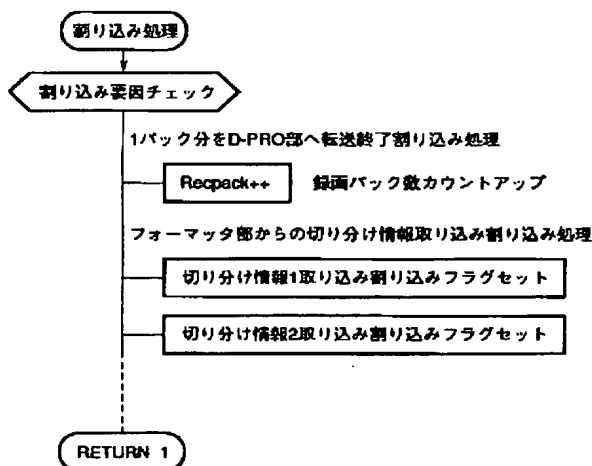 割り込み処理
割り込み要因チェック
1パック分をD-PRO部へ転送終了割り込み処理
Recpack++ 録画パック数カウントアップ
フォーマッタ部からの切り分け情報取り込み割り込み処理
切り分け情報1取り込み割り込みフラグセット
切り分け情報2取り込み割り込みフラグセット
RETURN 1